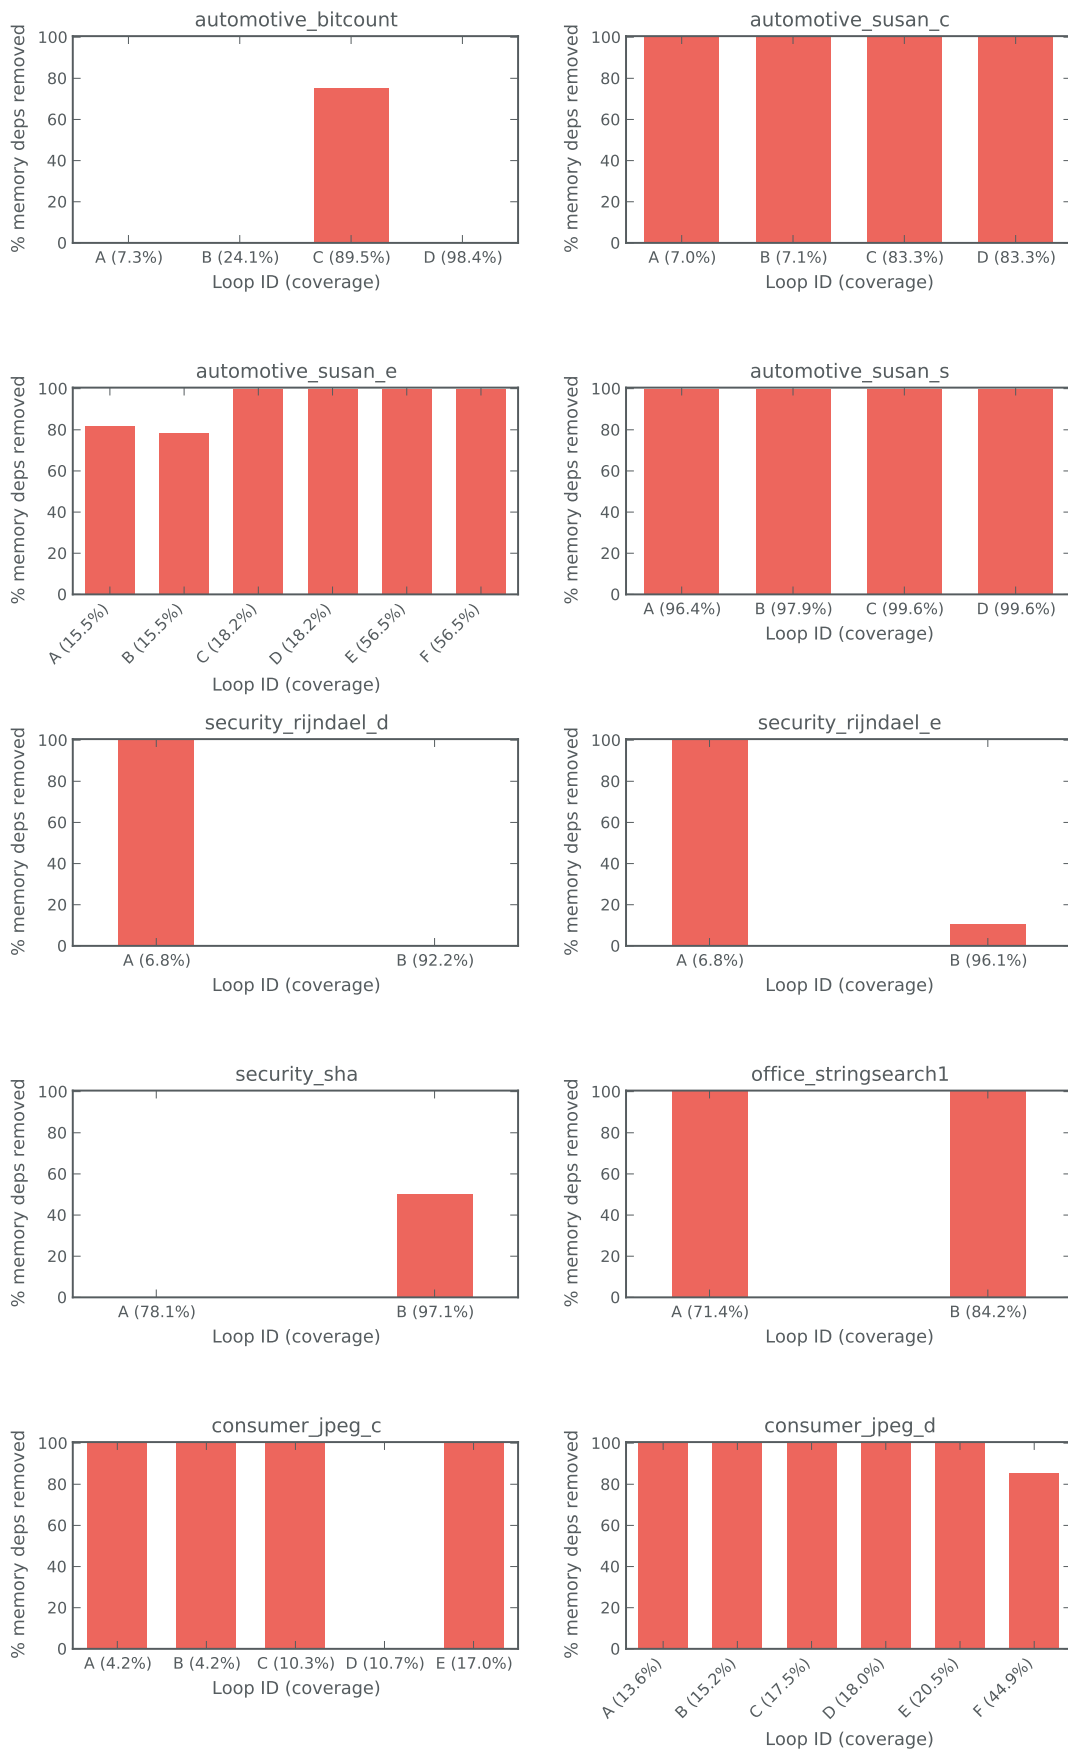 automotive_bitcount
% memory deps removed
100
80
60
40
20
0
A (7.3%) B (24.1%) C (89.5%) D (98.4%)
Loop ID (coverage)
automotive_susan_c
% memory deps removed
100
80
60
40
20
0
A (7.0%) B (7.1%) C (83.3%) D (83.3%)
Loop ID (coverage)
automotive_susan_e
% memory deps removed
100
80
60
40
20
0
A (15.5%) B (15.5%) C (18.2%) D (18.2%) E (56.5%) F (56.5%)
Loop ID (coverage)
automotive_susan_s
% memory deps removed
100
80
60
40
20
0
A (96.4%) B (97.9%) C (99.6%) D (99.6%)
Loop ID (coverage)
security_rijndael_d
% memory deps removed
100
80
60
40
20
0
A (6.8%) B (92.2%)
Loop ID (coverage)
security_rijndael_e
% memory deps removed
100
80
60
40
20
0
A (6.8%) B (96.1%)
Loop ID (coverage)
security_sha
% memory deps removed
100
80
60
40
20
0
A (78.1%) B (97.1%)
Loop ID (coverage)
office_stringsearch1
% memory deps removed
100
80
60
40
20
0
A (71.4%) B (84.2%)
Loop ID (coverage)
consumer_jpeg_c
% memory deps removed
100
80
60
40
20
0
A (4.2%) B (4.2%) C (10.3%) D (10.7%) E (17.0%)
Loop ID (coverage)
consumer_jpeg_d
% memory deps removed
100
80
60
40
20
0
A (13.6%) B (15.2%) C (17.5%) D (18.0%) E (20.5%) F (44.9%)
Loop ID (coverage)